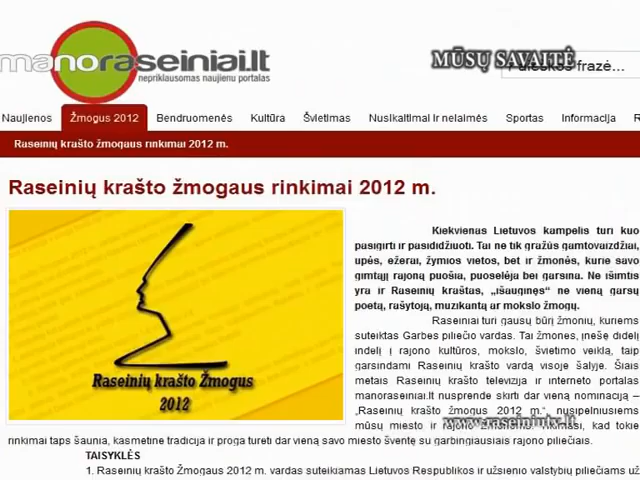 manoraseiniai.lt
nepriklausomas naujienų portalas
MŪSŲ SAVAITĖ
Paieškos frazė...
Naujienos Žmogus 2012 Bendruomenės Kultūra Švietimas Nusikaltimai ir nelaimės Sportas Informacija R
Raseinių krašto žmogaus rinkimai 2012 m.
Raseinių krašto žmogaus rinkimai 2012 m.
Raseinių krašto Žmogus
2012
Kiekvienas Lietuvos kampelis turi kuo
pasigirti ir pasididžiuoti. Tai ne tik gražūs gamtovaizdžiai,
upės, ežerai, žymios vietos, bet ir žmonės, kurie savo
gimtąjį rajoną puošia, puoselėja bei garsina. Ne išimtis
yra ir Raseinių kraštas, „išauginęs“ ne vieną garsų
poetą, rašytoją, muzikantą ar mokslo žmogų.
Raseiniai turi gausų būrį žmonių, kuriems
suteiktas Garbės piliečio vardas. Tai žmonės, įnešę didelį
indėlį į rajono kultūros, mokslo, švietimo veiklą, taip
garsindami Raseinių krašto vardą visoje šalyje. Šiais
metais Raseinių krašto televizija ir interneto portalas
manoraseiniai.lt nusprendė skirti dar vieną nominaciją –
„Raseinių krašto žmogus 2012 m.“, nusipelniusiems
mūsų miesto ir rajono žmonėms. Tikimasi, kad tokie
www.raseiniutv.lt
rinkimai taps šaunia, kasmetine tradicija ir proga turėti dar vieną savo miesto šventę su garbingiausiais rajono piliečiais.
TAISYKLĖS
1. Raseinių krašto Žmogaus 2012 m. vardas suteikiamas Lietuvos Respublikos ir užsienio valstybių piliečiams už